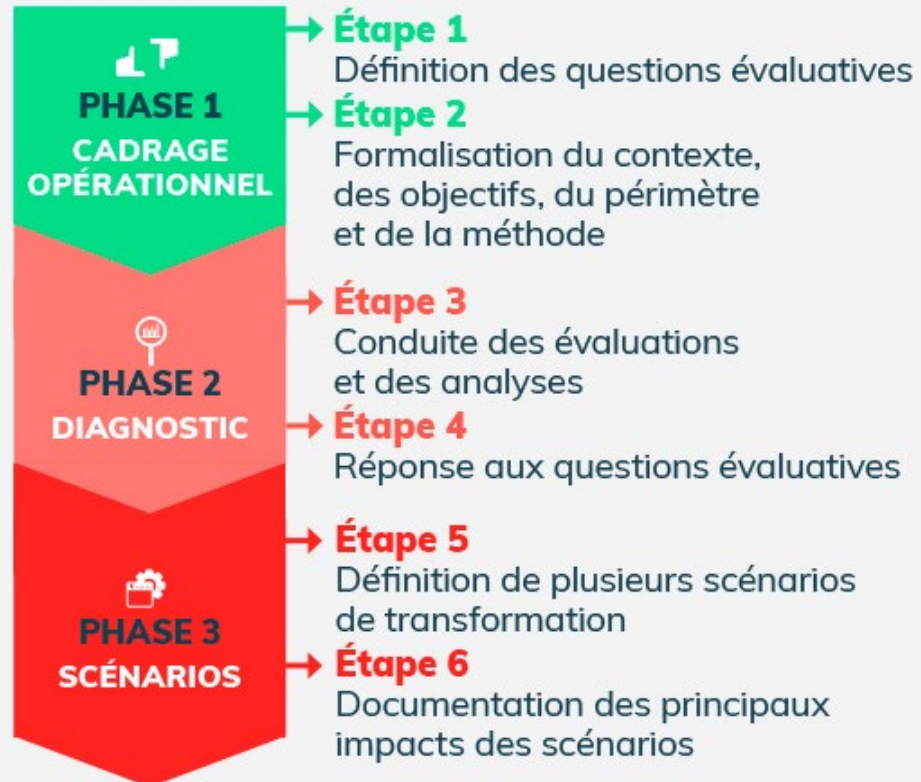 PHASE 1
CADRAGE
OPÉRATIONNEL
Étape 1
Définition des questions évaluatives
Étape 2
Formalisation du contexte,
des objectifs, du périmètre
et de la méthode
PHASE 2
DIAGNOSTIC
Étape 3
Conduite des évaluations
et des analyses
Étape 4
Réponse aux questions évaluatives
PHASE 3
SCÉNARIOS
Étape 5
Définition de plusieurs scénarios
de transformation
Étape 6
Documentation des principaux
impacts des scénarios